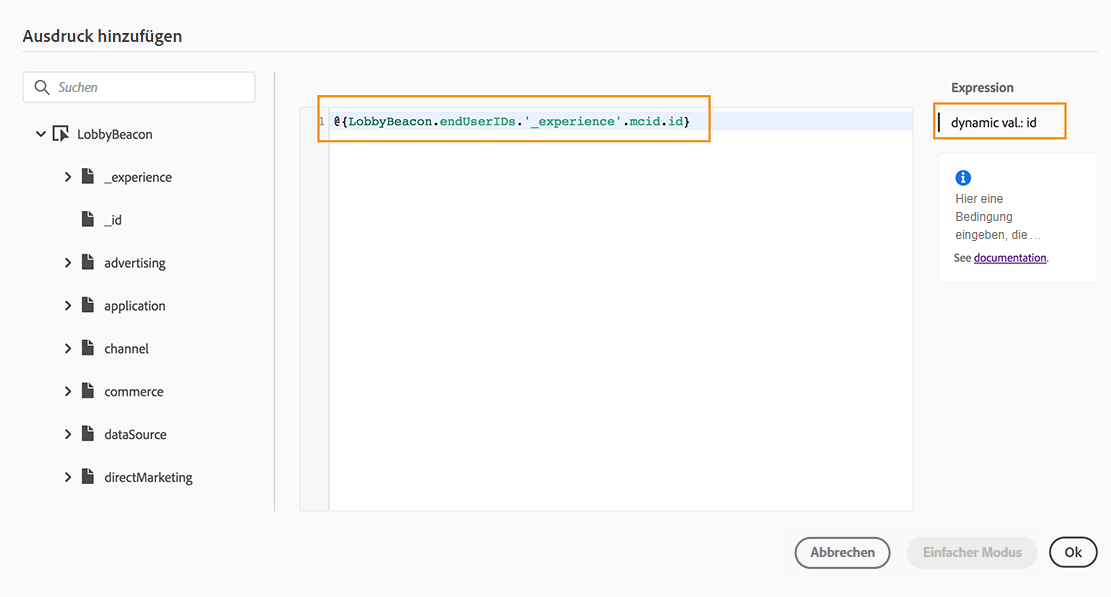 Ausdruck hinzufügen
Suchen
LobbyBeacon
_experience
_id
advertising
application
channel
commerce
dataSource
directMarketing
1 @{LobbyBeacon.endUserIDs.'_experience'.mcid.id}
Expression
dynamic val.: id
Hier eine
Bedingung
eingeben, die ...
See documentation.
Abbrechen
Einfacher Modus
Ok